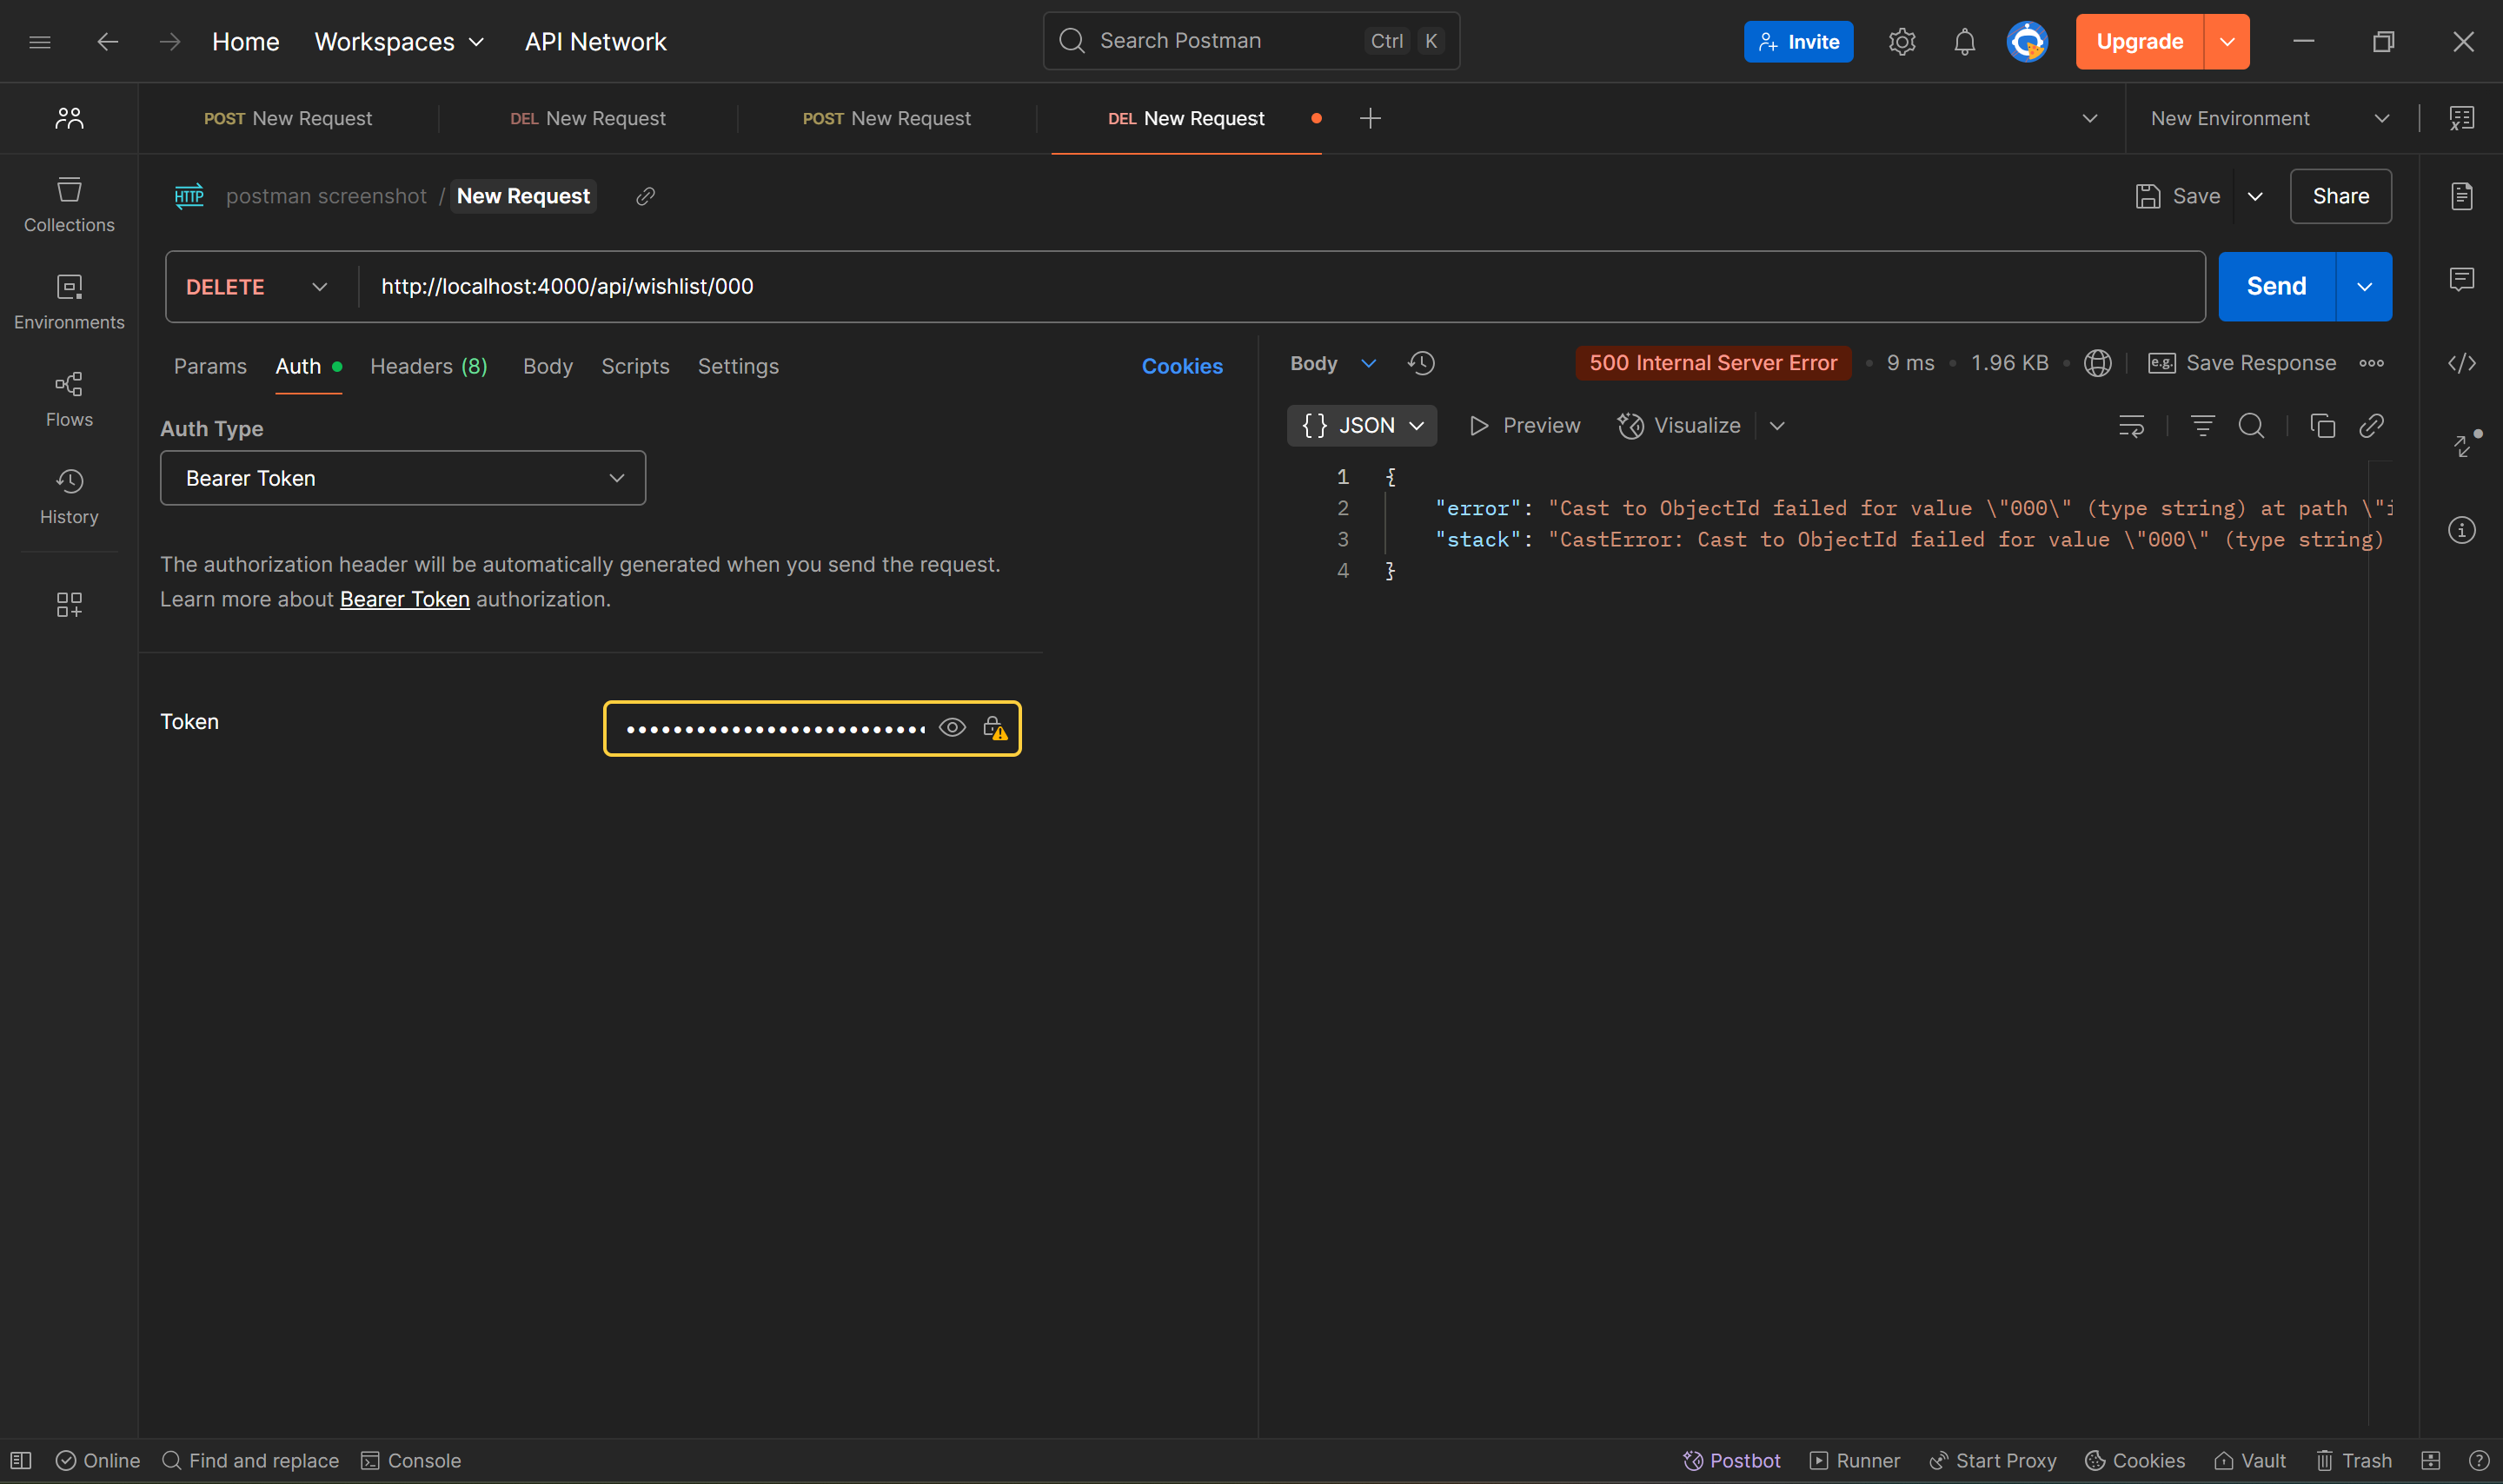 Home Workspaces API Network Search Postman Ctrl K Invite Upgrade
POST New Request DEL New Request POST New Request DEL New Request New Environment
HTTP postman screenshot / New Request Save Share
Collections
DELETE http://localhost:4000/api/wishlist/000 Send
Environments
Params Auth Headers (8) Body Scripts Settings Cookies
Body 500 Internal Server Error • 9 ms • 1.96 KB • e.g. Save Response
Flows
Auth Type
{ } JSON Preview Visualize
Bearer Token
History
1 {
2 "error": "Cast to ObjectId failed for value \"000\" (type string) at path \"i
3 "stack": "CastError: Cast to ObjectId failed for value \"000\" (type string)
4 }
The authorization header will be automatically generated when you send the request.
Learn more about Bearer Token authorization.
Token
Online Find and replace Console Postbot Runner Start Proxy Cookies Vault Trash